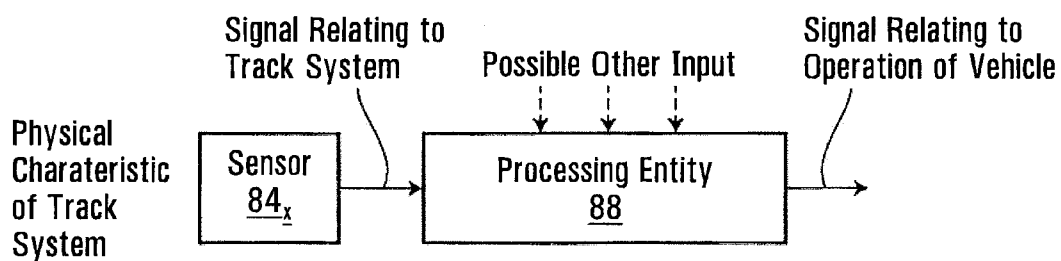 Signal Relating to
Track System
Possible Other Input
Signal Relating to
Operation of Vehicle
Physical
Charateristic
of Track
System
Sensor
84x
Processing Entity
88